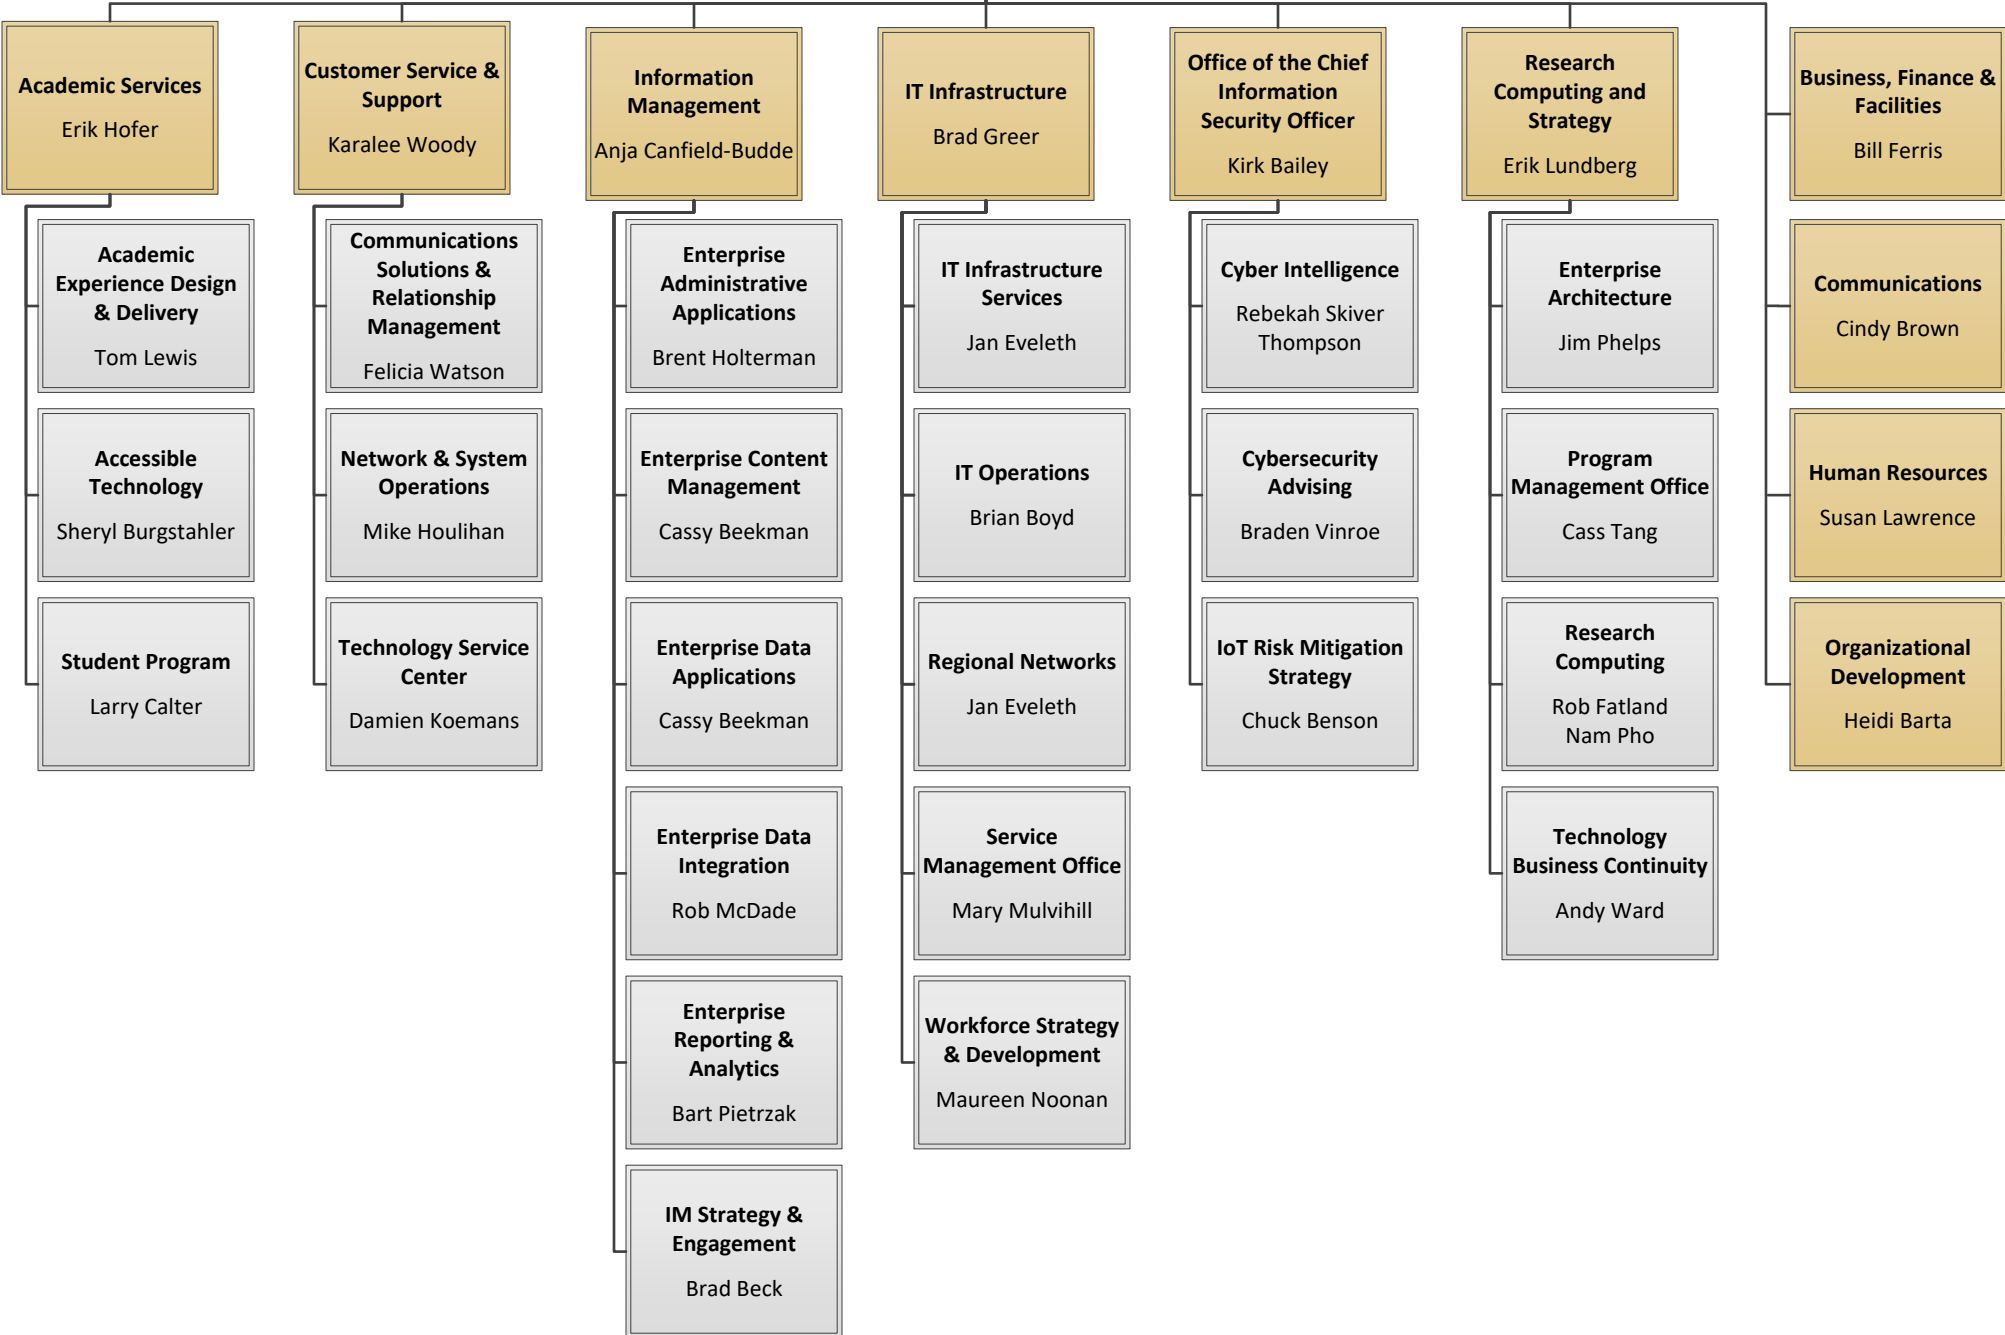 Academic Services
Erik Hofer
Academic
Experience Design
& Delivery
Tom Lewis
Accessible
Technology
Sheryl Burgstahler
Student Program
Larry Calter
Customer Service &
Support
Karalee Woody
Communications
Solutions &
Relationship
Management
Felicia Watson
Network & System
Operations
Mike Houlihan
Technology Service
Center
Damien Koemans
Information
Management
Anja Canfield-Budde
Enterprise
Administrative
Applications
Brent Holterman
Enterprise Content
Management
Cassy Beekman
Enterprise Data
Applications
Cassy Beekman
Enterprise Data
Integration
Rob McDade
Enterprise
Reporting &
Analytics
Bart Pietrzak
IM Strategy &
Engagement
Brad Beck
IT Infrastructure
Brad Greer
IT Infrastructure
Services
Jan Eveleth
IT Operations
Brian Boyd
Regional Networks
Jan Eveleth
Service
Management Office
Mary Mulvihill
Workforce Strategy
& Development
Maureen Noonan
Office of the Chief
Information
Security Officer
Kirk Bailey
Cyber Intelligence
Rebekah Skiver
Thompson
Cybersecurity
Advising
Braden Vinroe
IoT Risk Mitigation
Strategy
Chuck Benson
Research
Computing and
Strategy
Erik Lundberg
Enterprise
Architecture
Jim Phelps
Program
Management Office
Cass Tang
Research
Computing
Rob Fatland
Nam Pho
Technology
Business Continuity
Andy Ward
Business, Finance &
Facilities
Bill Ferris
Communications
Cindy Brown
Human Resources
Susan Lawrence
Organizational
Development
Heidi Barta